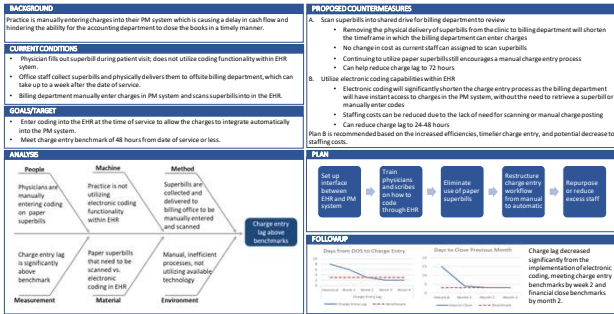 BACKGROUND
Practice is manually entering charges into their PM system which is causing a delay in cash flow and
hindering the ability for the accounting department to close the books in a timely manner.
CURRENT CONDITIONS
• Physician fills out superbill during patient visit; does not utilize coding functionality within EHR
system.
• Office staff collect superbills and physically delivers them to offsite billing department, which can
take up to a week after the date of service.
• Billing department manually enter charges in PM system and scans superbills into in the EHR.
GOALS/TARGET
• Enter coding into the EHR at the time of service to allow the charges to integrate automatically
into the PM system.
• Meet charge entry benchmark of 48 hours from date of service or less.
ANALYSIS
People
Machine
Method
Physicians are
manually
entering coding
on paper
superbills
Practice is not
utilizing
electronic coding
functionality
within EHR
Superbills are
collected and
delivered to
billing office to be
manually entered
and scanned
Charge entry
lag above
benchmarks
Charge entry lag
is significantly
above
benchmark
Paper superbills
that need to be
scanned vs.
electronic
coding in EHR
Manual, inefficient
processes, not
utilizing available
technology
Measurement
Material
Environment
PROPOSED COUNTERMEASURES
A. Scan superbills into shared drive for billing department to review
• Removing the physical delivery of superbills from the clinic to billing department will shorten
the timeframe in which the billing department can enter charges
• No change in cost as current staff can assigned to scan superbills
• Continuing to utilize paper superbills still encourages a manual charge entry process
• Can help reduce charge lag to 72 hours
B. Utilize electronic coding capabilities within EHR
• Electronic coding will significantly shorten the charge entry process as the billing department
will have instant access to charges in the PM system, without the need to retrieve a superbill or
manually enter codes
• Staffing costs can be reduced due to the lack of need for scanning or manual charge posting
• Can reduce charge lag to 24-48 hours
Plan B is recommended based on the increased efficiencies, timelier charge entry, and potential decrease to
staffing costs.
PLAN
Set up
interface
between
EHR and PM
system
Train
physicians
and scribes
on how to
code
through EHR
Eliminate
use of paper
superbills
Restructure
charge entry
workflow
from manual
to automatic
Repurpose
or reduce
excess staff
FOLLOWUP
Days from DOS to Charge Entry
Charge Entry Lag
Benchmark
Days to Close Previous Month
Days to Close
Benchmark
Charge lag decreased
significantly from the
implementation of electronic
coding, meeting charge entry
benchmarks by week 2 and
financial close benchmarks
by month 2.